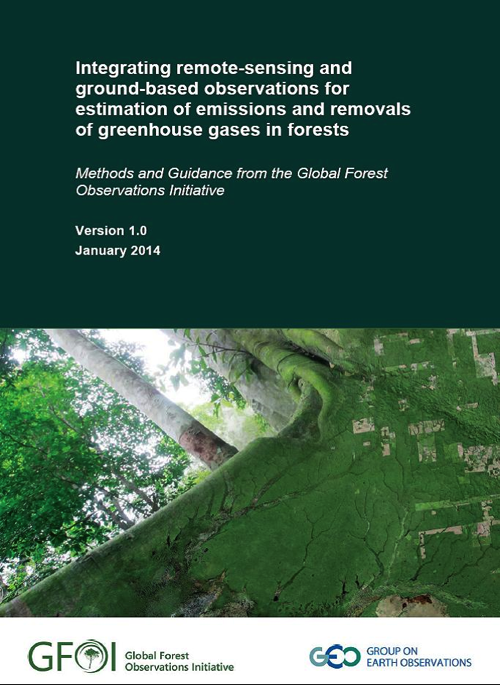 Integrating remote-sensing and
ground-based observations for
estimation of emissions and removals
of greenhouse gases in forests
Methods and Guidance from the Global Forest
Observations Initiative
Version 1.0
January 2014
GFOI
Global Forest
Observations Initiative
GEO
GROUP ON
EARTH OBSERVATIONS